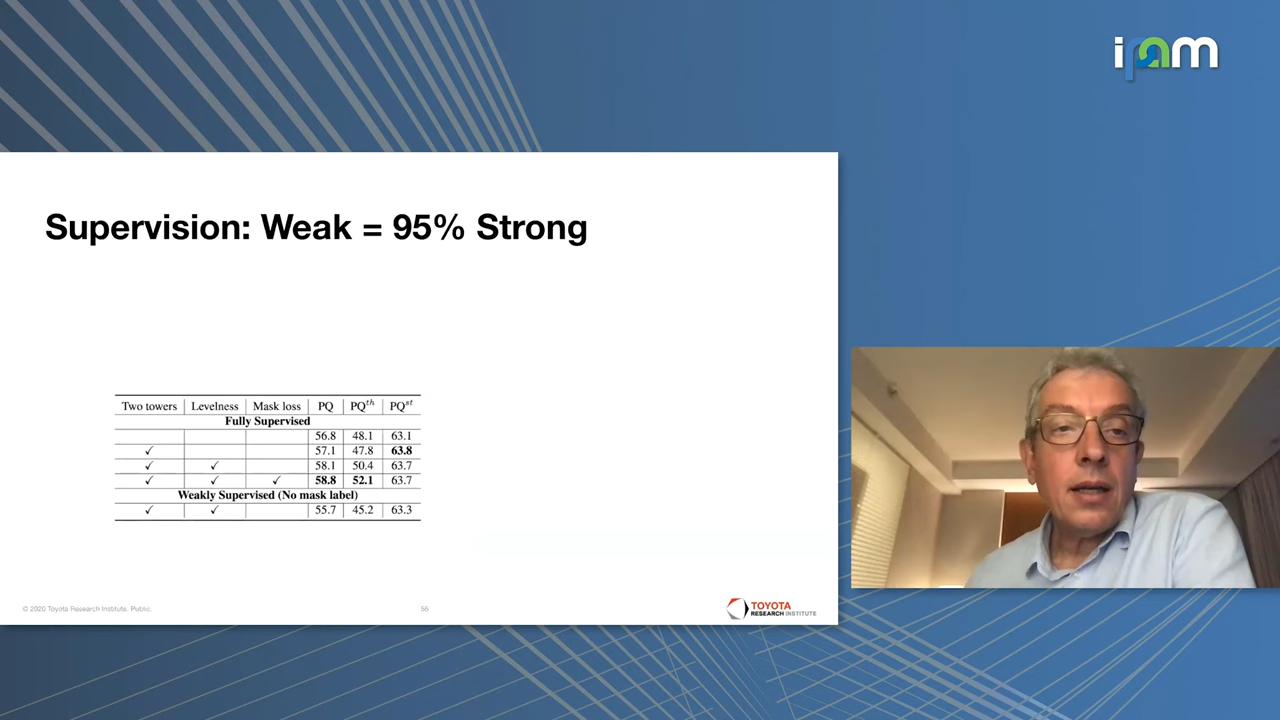 ipam
Supervision: Weak = 95% Strong
Two towers Levelness Mask loss PQ PQ^th PQ^st
Fully Supervised
56.8 48.1 63.1
✓ 57.1 47.8 63.8
✓ ✓ 58.1 50.4 63.7
✓ ✓ ✓ 58.8 52.1 63.7
Weakly Supervised (No mask label)
✓ ✓ 55.7 45.2 63.3
© 2020 Toyota Research Institute. Public.
56
TOYOTA
RESEARCH INSTITUTE